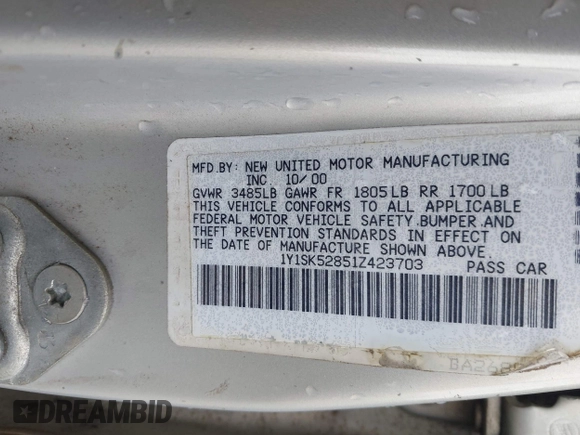 MFD.BY: NEW UNITED MOTOR MANUFACTURING
INC. 10/00
GVWR 3485LB GAWR FR 1805LB RR 1700LB
THIS VEHICLE CONFORMS TO ALL APPLICABLE
FEDERAL MOTOR VEHICLE SAFETY BUMPER AND
THEFT PREVENTION STANDARDS IN EFFECT ON
THE DATE OF MANUFACTURE SHOWN ABOVE.
1Y1SK52851Z423703 PASS CAR
DREAMBID